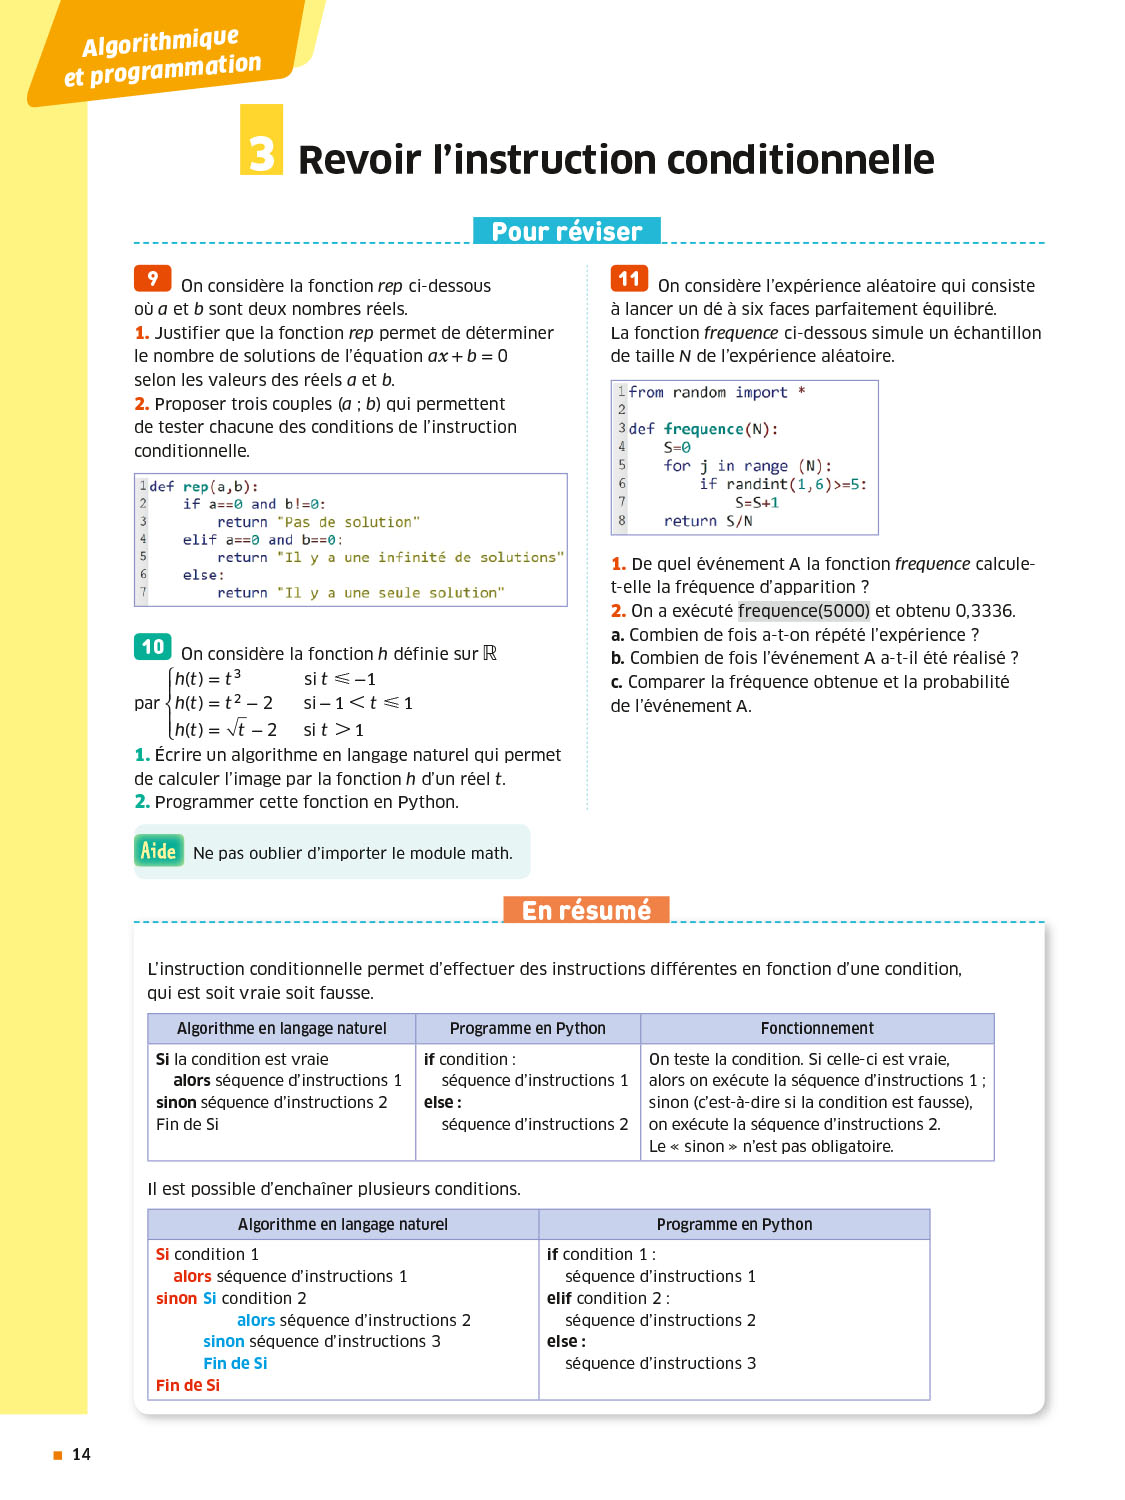 Algorithmique
et programmation
3 Revoir l'instruction conditionnelle
Pour réviser
9 On considère la fonction rep ci-dessous
où a et b sont deux nombres réels.
1. Justifier que la fonction rep permet de déterminer
le nombre de solutions de l'équation ax + b = 0
selon les valeurs des réels a et b.
2. Proposer trois couples (a ; b) qui permettent
de tester chacune des conditions de l'instruction
conditionnelle.
1 def rep(a,b):
2     if a==0 and b!=0:
3         return "Pas de solution"
4     elif a==0 and b==0:
5         return "Il y a une infinité de solutions"
6     else:
7         return "Il y a une seule solution"
10 On considère la fonction h définie sur ℝ
par
h(t) = t³ si t ⩽ −1
h(t) = t² − 2 si − 1 < t ⩽ 1
h(t) = √t − 2 si t > 1
1. Écrire un algorithme en langage naturel qui permet
de calculer l'image par la fonction h d'un réel t.
2. Programmer cette fonction en Python.
Aide Ne pas oublier d'importer le module math.
11 On considère l'expérience aléatoire qui consiste
à lancer un dé à six faces parfaitement équilibré.
La fonction frequence ci-dessous simule un échantillon
de taille N de l'expérience aléatoire.
1 from random import *
2
3 def frequence(N):
4     S=0
5     for j in range (N):
6         if randint(1,6)>=5:
7             S=S+1
8     return S/N
1. De quel événement A la fonction frequence calcule-
t-elle la fréquence d'apparition ?
2. On a exécuté frequence(5000) et obtenu 0,3336.
a. Combien de fois a-t-on répété l'expérience ?
b. Combien de fois l'événement A a-t-il été réalisé ?
c. Comparer la fréquence obtenue et la probabilité
de l'événement A.
En résumé
L'instruction conditionnelle permet d'effectuer des instructions différentes en fonction d'une condition,
qui est soit vraie soit fausse.
Algorithme en langage naturel
Programme en Python
Fonctionnement
Si la condition est vraie
alors séquence d'instructions 1
sinon séquence d'instructions 2
Fin de Si
if condition :
séquence d'instructions 1
else :
séquence d'instructions 2
On teste la condition. Si celle-ci est vraie,
alors on exécute la séquence d'instructions 1 ;
sinon (c'est-à-dire si la condition est fausse),
on exécute la séquence d'instructions 2.
Le « sinon » n'est pas obligatoire.
Il est possible d'enchaîner plusieurs conditions.
Algorithme en langage naturel
Programme en Python
Si condition 1
alors séquence d'instructions 1
sinon Si condition 2
alors séquence d'instructions 2
sinon séquence d'instructions 3
Fin de Si
Fin de Si
if condition 1 :
séquence d'instructions 1
elif condition 2 :
séquence d'instructions 2
else :
séquence d'instructions 3
14